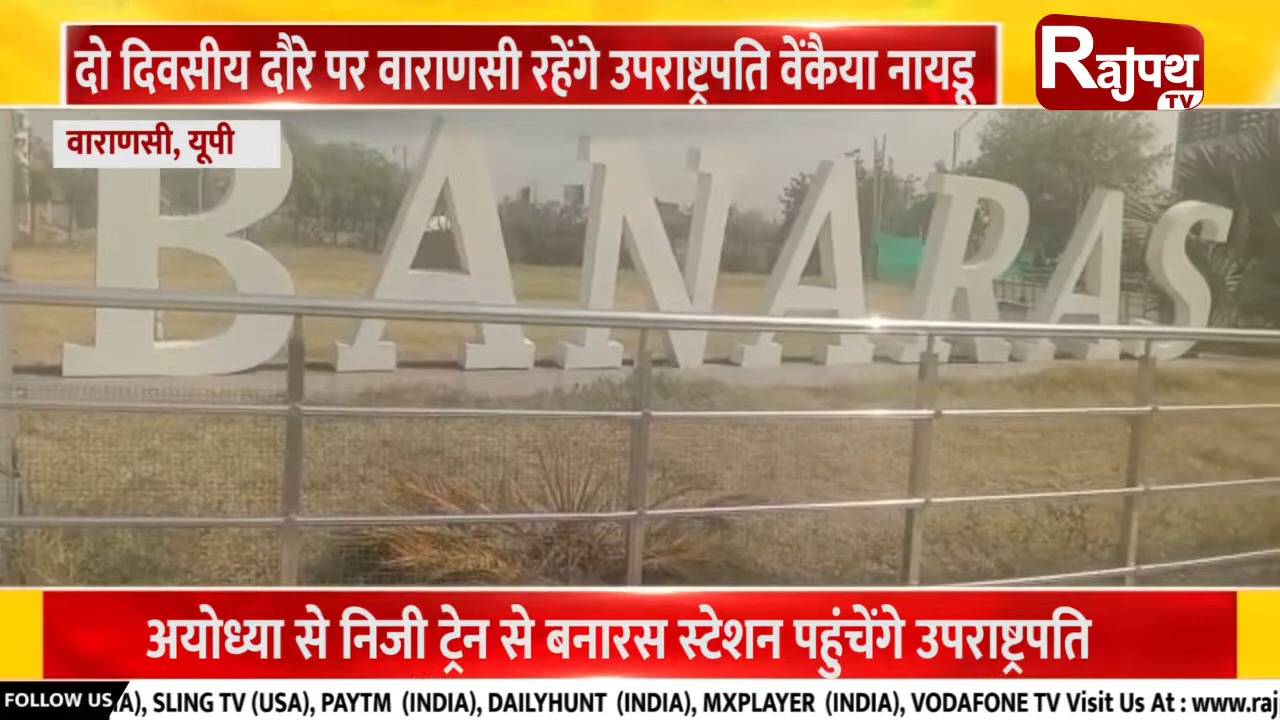 दो दिवसीय दौरे पर वाराणसी रहेंगे उपराष्ट्रपति वेंकैया नायडू
Rajपथ
TV
वाराणसी, यूपी
BANARAS
अयोध्या से निजी ट्रेन से बनारस स्टेशन पहुंचेंगे उपराष्ट्रपति
FOLLOW US A), SLING TV (USA), PAYTM (INDIA), DAILYHUNT (INDIA), MXPLAYER (INDIA), VODAFONE TV Visit Us At : www.raj